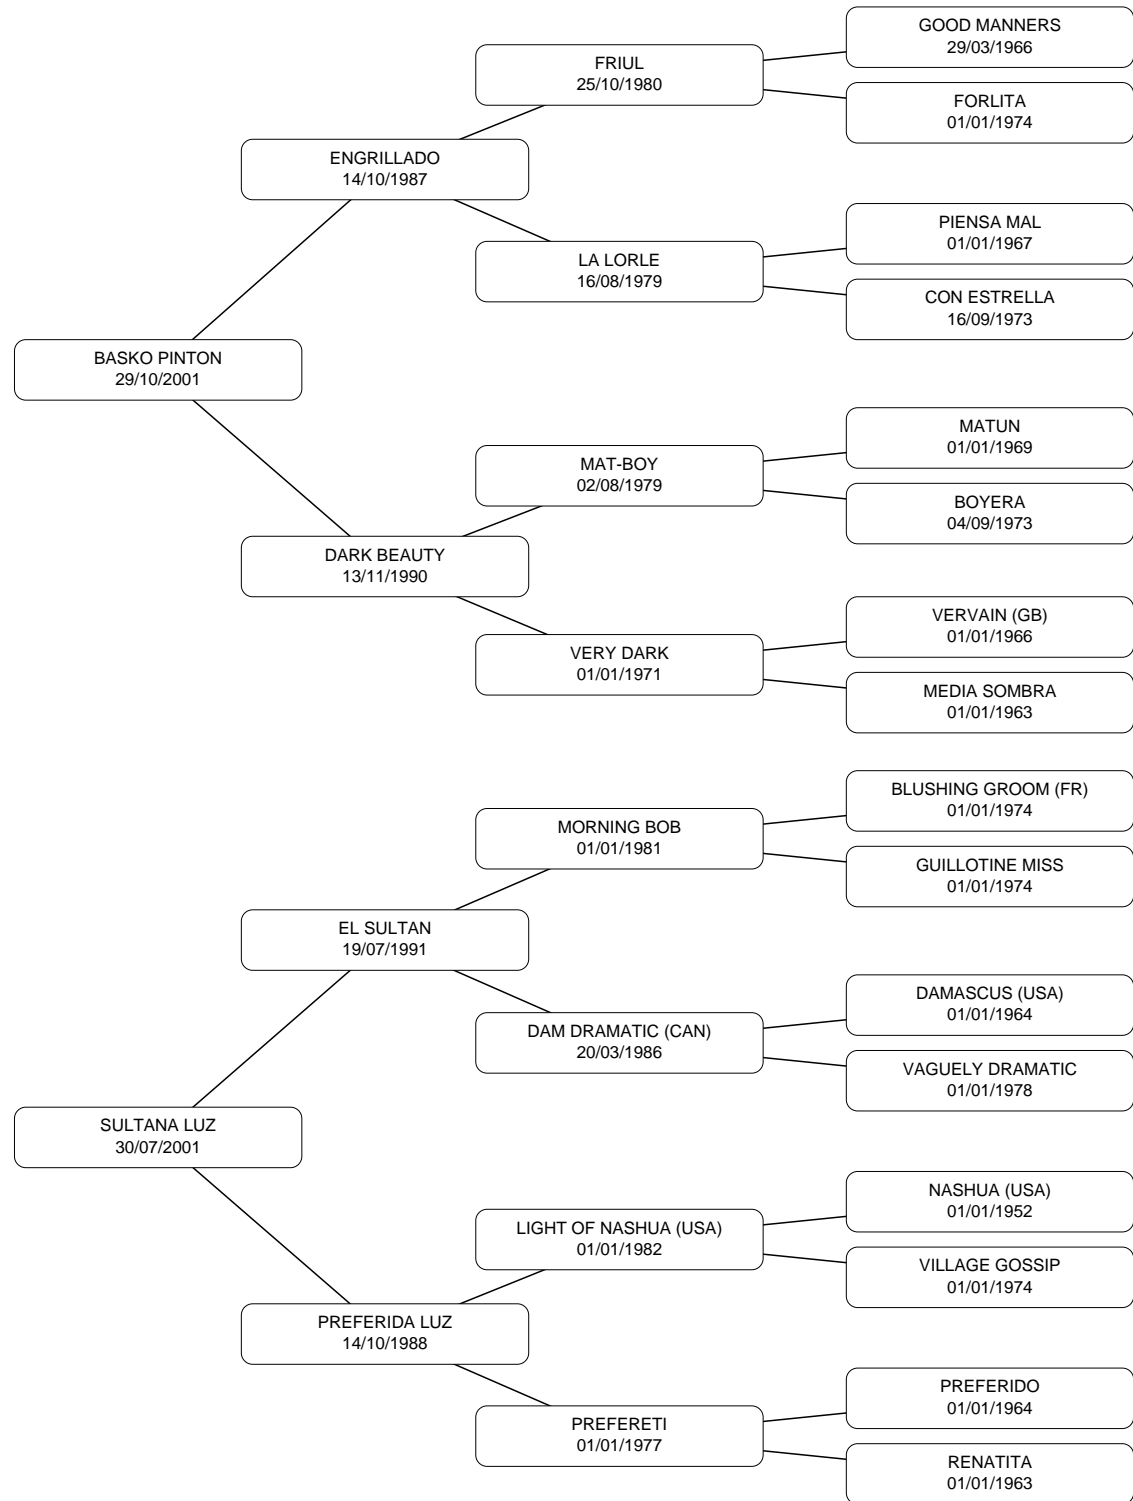 GOOD MANNERS
29/03/1966
FRIUL
25/10/1980
FORLITA
01/01/1974
ENGRILLADO
14/10/1987
PIENSA MAL
01/01/1967
LA LORLE
16/08/1979
CON ESTRELLA
16/09/1973
BASKO PINTON
29/10/2001
MATUN
01/01/1969
MAT-BOY
02/08/1979
BOYERA
04/09/1973
DARK BEAUTY
13/11/1990
VERVAIN (GB)
01/01/1966
VERY DARK
01/01/1971
MEDIA SOMBRA
01/01/1963
BLUSHING GROOM (FR)
01/01/1974
MORNING BOB
01/01/1981
GUILLOTINE MISS
01/01/1974
EL SULTAN
19/07/1991
DAMASCUS (USA)
01/01/1964
DAM DRAMATIC (CAN)
20/03/1986
VAGUELY DRAMATIC
01/01/1978
SULTANA LUZ
30/07/2001
NASHUA (USA)
01/01/1952
LIGHT OF NASHUA (USA)
01/01/1982
VILLAGE GOSSIP
01/01/1974
PREFERIDA LUZ
14/10/1988
PREFERIDO
01/01/1964
PREFERETI
01/01/1977
RENATITA
01/01/1963